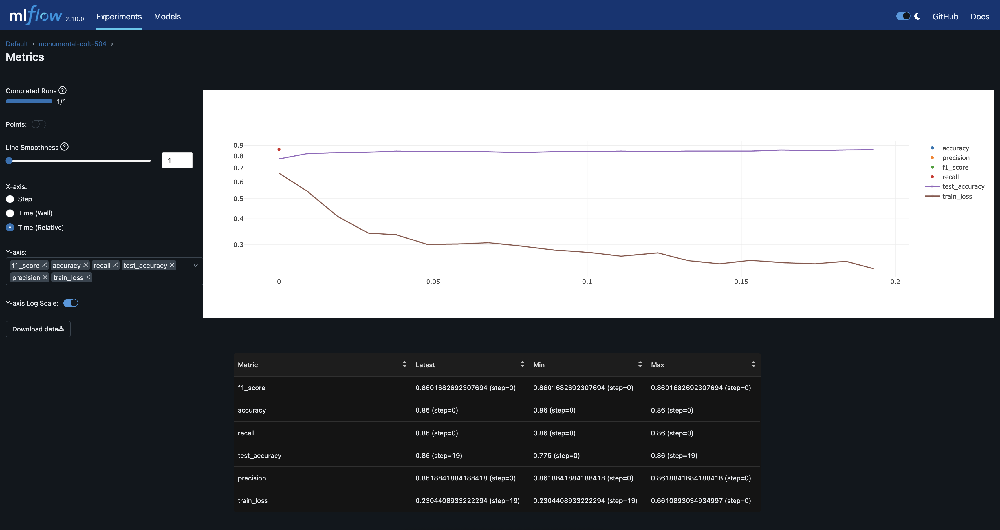 mlflow 2.10.0 Experiments Models GitHub Docs
Default › monumental-colt-504 ›
Metrics
Completed Runs ?
1/1
Points:
Line Smoothness ?
1
X-axis:
Step
Time (Wall)
Time (Relative)
Y-axis:
f1_score × accuracy × recall × test_accuracy ×
precision × train_loss ×
Y-axis Log Scale:
Download data
0.9
0.8
0.7
0.6
0.5
0.4
0.3
0 0.05 0.1 0.15 0.2
accuracy
precision
f1_score
recall
test_accuracy
train_loss
Metric Latest Min Max
f1_score 0.8601682692307694 (step=0) 0.8601682692307694 (step=0) 0.8601682692307694 (step=0)
accuracy 0.86 (step=0) 0.86 (step=0) 0.86 (step=0)
recall 0.86 (step=0) 0.86 (step=0) 0.86 (step=0)
test_accuracy 0.86 (step=19) 0.775 (step=0) 0.86 (step=19)
precision 0.8618841884188418 (step=0) 0.8618841884188418 (step=0) 0.8618841884188418 (step=0)
train_loss 0.2304408933222294 (step=19) 0.2304408933222294 (step=19) 0.6610893034934997 (step=0)